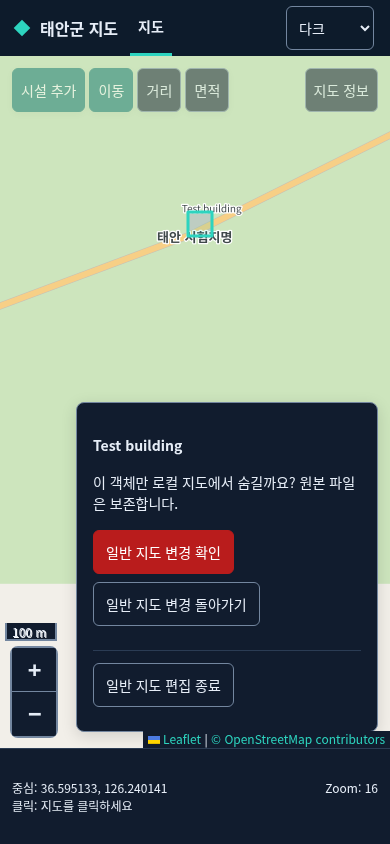 태안군 지도 지도 다크
시설 추가 이동 거리 면적 지도 정보
Test building
태안 시험지명
Test building
이 객체만 로컬 지도에서 숨길까요? 원본 파일
은 보존합니다.
일반 지도 변경 확인
일반 지도 변경 돌아가기
일반 지도 편집 종료
100 m
+
−
Leaflet | © OpenStreetMap contributors
중심: 36.595133, 126.240141 Zoom: 16
클릭: 지도를 클릭하세요